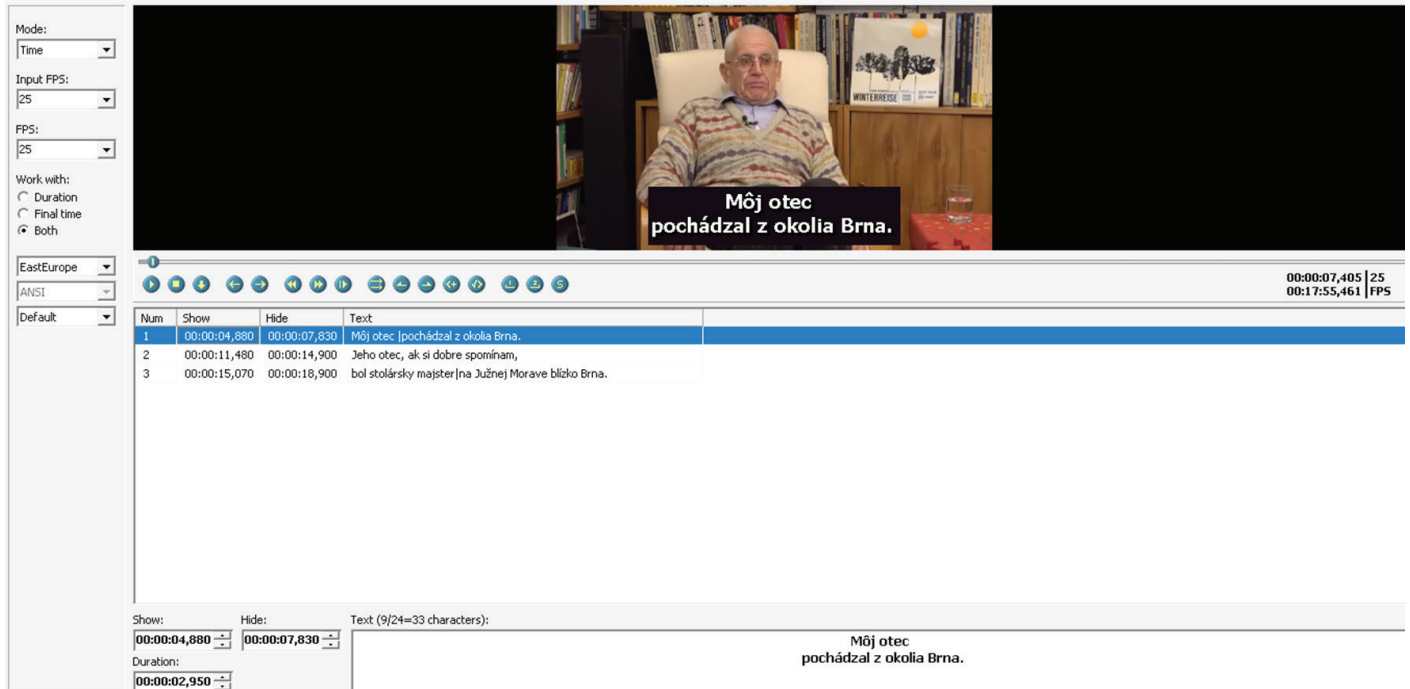 Mode:
Time
Input FPS:
25
FPS:
25
Work with:
Duration
Final time
Both
EastEurope
ANSI
Default
WINTERREISE
Môj otec
pochádzal z okolia Brna.
00:00:07,405 25
00:17:55,461 FPS
Num Show Hide Text
1 00:00:04,880 00:00:07,830 Môj otec |pochádzal z okolia Brna.
2 00:00:11,480 00:00:14,900 Jeho otec, ak si dobre spomínam,
3 00:00:15,070 00:00:18,900 bol stolársky majster|na Južnej Morave blízko Brna.
Show: Hide: Text (9/24=33 characters):
00:00:04,880 00:00:07,830
Môj otec
pochádzal z okolia Brna.
Duration:
00:00:02,950